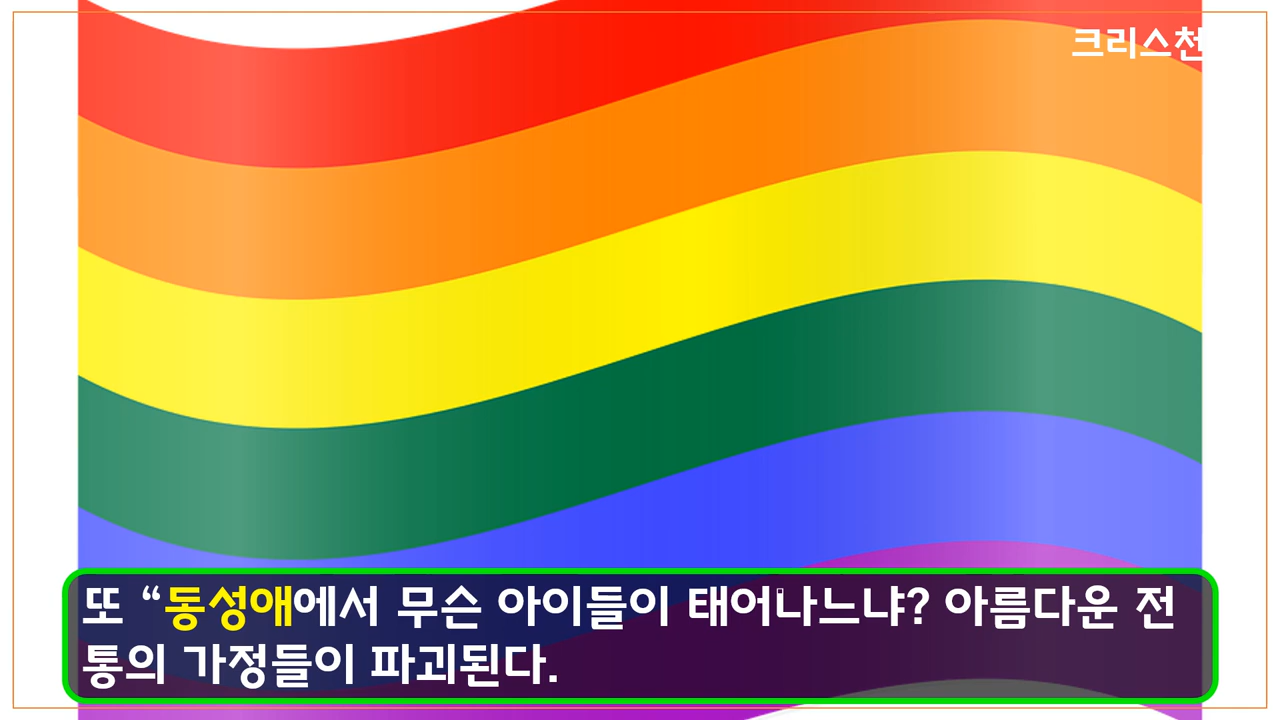 크리스천
또 “동성애에서 무슨 아이들이 태어나느냐? 아름다운 전
통의 가정들이 파괴된다.